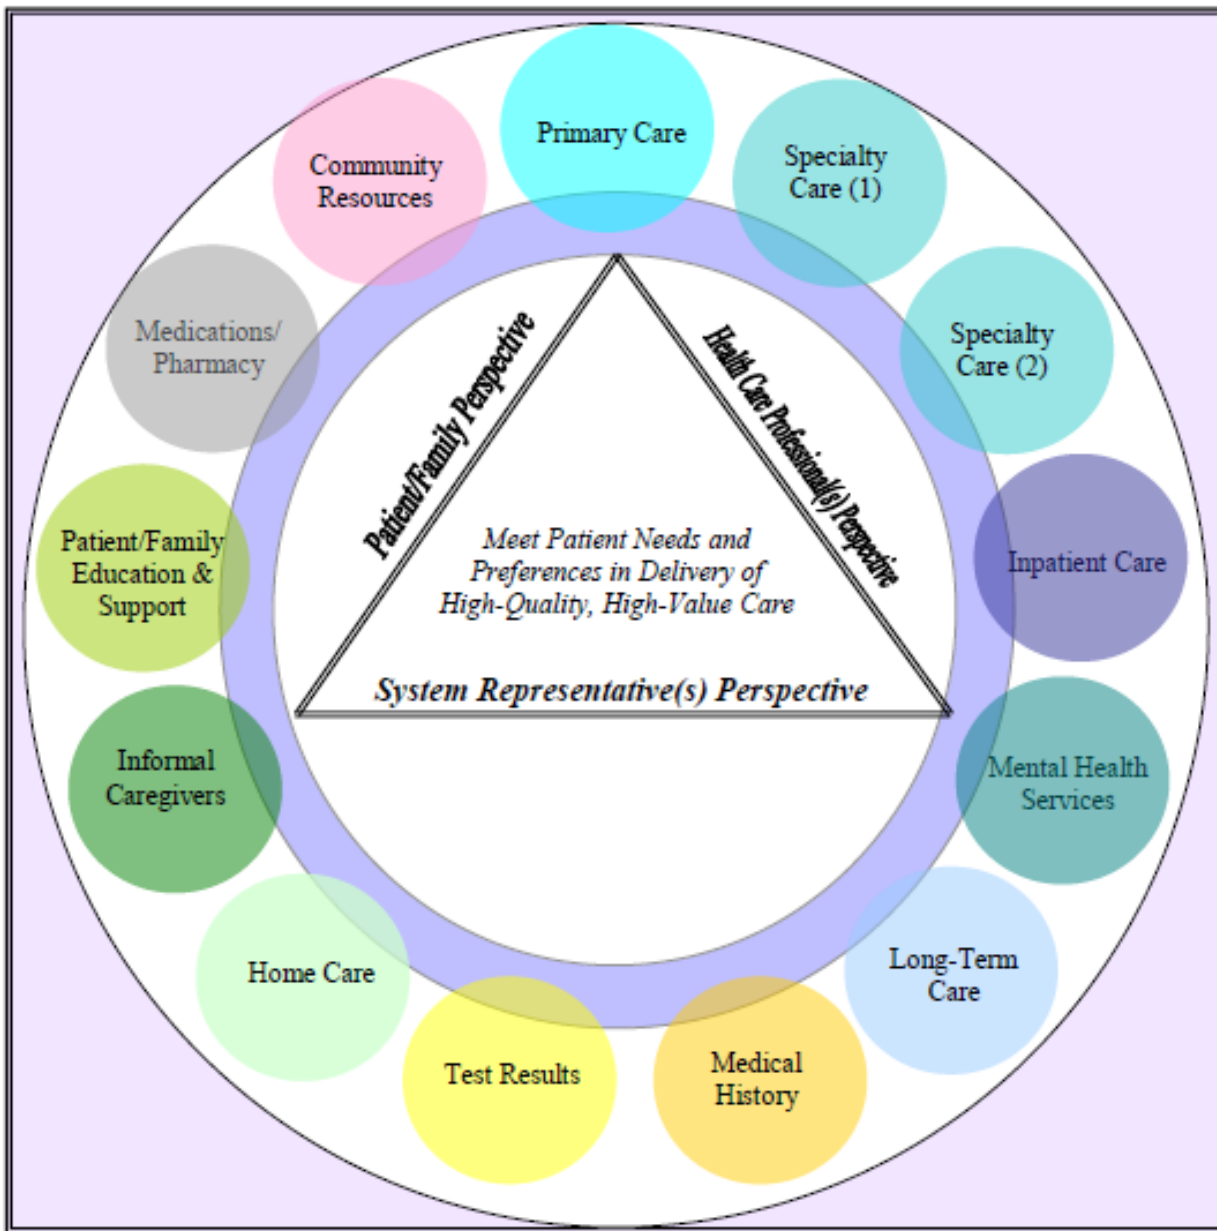 Primary Care
Specialty
Care (1)
Specialty
Care (2)
Inpatient Care
Mental Health
Services
Long-Term
Care
Medical
History
Test Results
Home Care
Informal
Caregivers
Patient/Family
Education &
Support
Medications/
Pharmacy
Community
Resources
Patient/Family Perspective
Health Care Professional(s) Perspective
Meet Patient Needs and
Preferences in Delivery of
High-Quality, High-Value Care
System Representative(s) Perspective